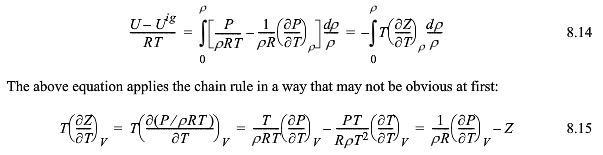 (U − U^{ig})/RT = ∫_0^ρ [P/ρRT − (1/ρR)(∂P/∂T)_ρ] dρ/ρ = −∫_0^ρ T(∂Z/∂T)_ρ dρ/ρ 8.14
The above equation applies the chain rule in a way that may not be obvious at first:
T(∂Z/∂T)_V = T(∂(P/ρRT)/∂T)_V = (T/ρRT)(∂P/∂T)_V − (PT/RρT²)(∂T/∂T)_V = (1/ρR)(∂P/∂T)_V − Z 8.15